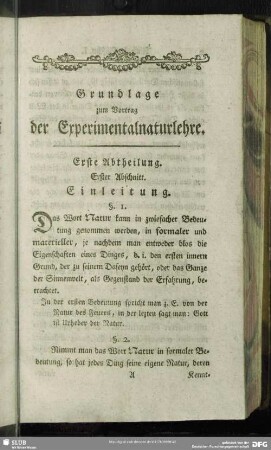 Grundlage
zum Vortrag
der Experimentalnaturlehre.
Erste Abtheilung.
Erster Abschnitt.
Einleitung.
§. 1.
Das Wort Natur kann in zwiefacher Bedeu-
tung genommen werden, in formaler und
materieller, je nachdem man entweder blos die
Eigenschaften eines Dinges, d. i. den ersten innern
Grund, der zu seinem Daseyn gehört, oder das Ganze
der Sinnenwelt, als Gegenstand der Erfahrung, be-
trachtet.
In der ersten Bedeutung spricht man z. E. von der
Natur des Feuers, in der letzten sagt man: Gott
ist Urheber der Natur.
§. 2.
Nimmt man das Wort Natur in formaler Be-
deutung, so hat jedes Ding seine eigene Natur, deren
A Kennt-
SLUB